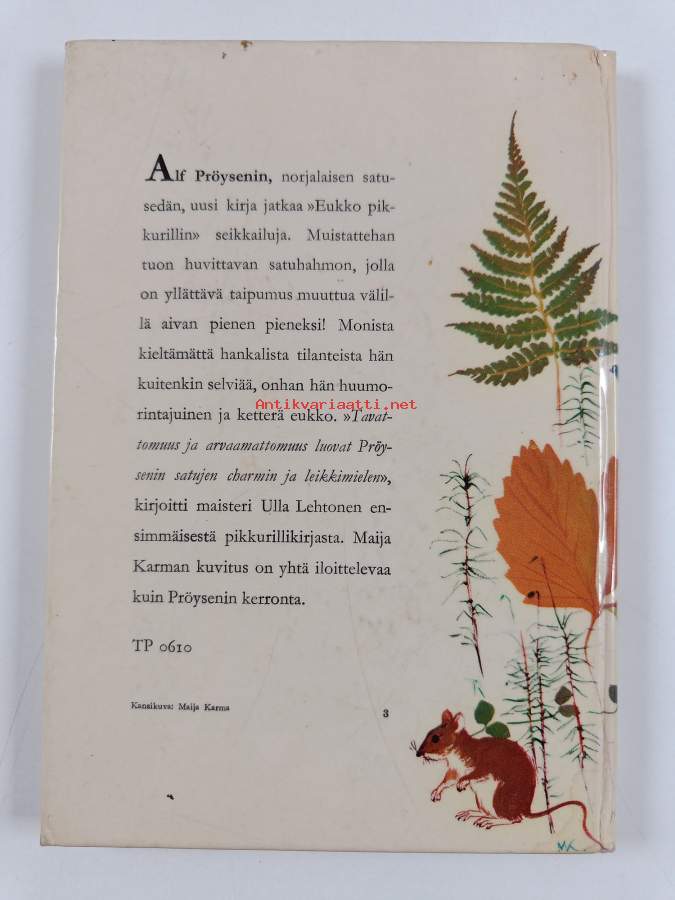 Alf Pröysenin, norjalaisen satu-
sedän, uusi kirja jatkaa »Eukko pik-
kurillin» seikkailuja. Muistattehan
tuon huvittavan satuhahmon, jolla
on yllättävä taipumus muuttua välil-
lä aivan pienen pieneksi! Monista
kieltämättä hankalista tilanteista hän
kuitenkin selviää, onhan hän huumo-
Antikvariaatti.net
rintajuinen ja ketterä eukko. »Tavat-
tomuus ja arvaamattomuus luovat Pröy-
senin satujen charmin ja leikkimielen»,
kirjoitti maisteri Ulla Lehtonen en-
simmäisestä pikkurillikirjasta. Maija
Karman kuvitus on yhtä iloittelevaa
kuin Pröysenin kerronta.
TP 0610
Kansikuva: Maija Karma 3
MK